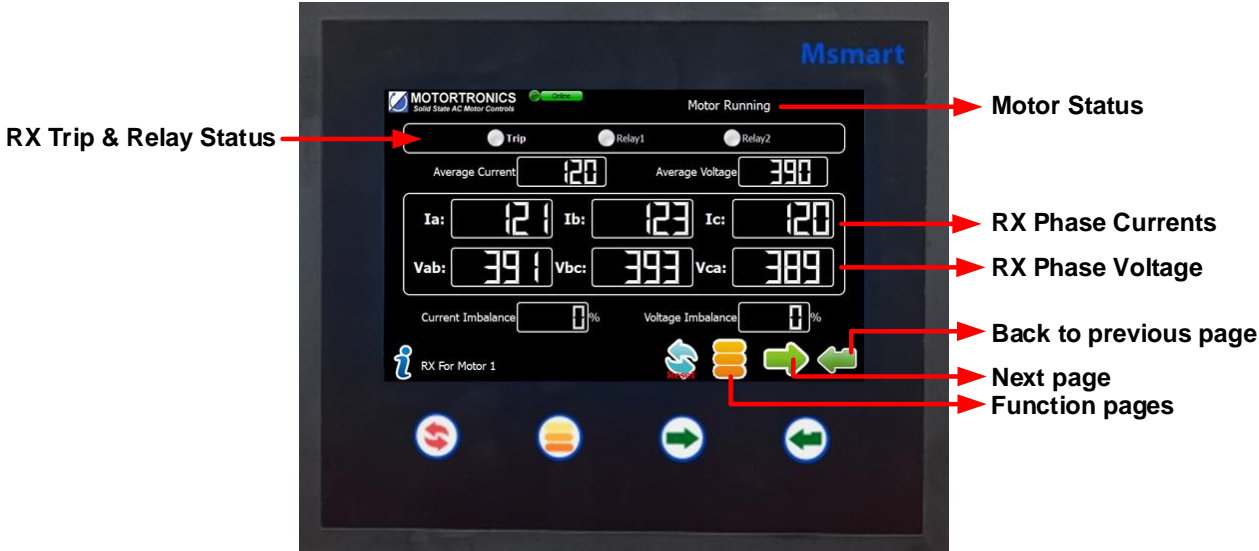 Msmart
MOTORTRONICS
Solid State AC Motor Controls
Online
Motor Running
Motor Status
RX Trip & Relay Status
Trip
Relay1
Relay2
Average Current 120
Average Voltage 390
Ia: 121 Ib: 123 Ic: 120
RX Phase Currents
Vab: 391 Vbc: 393 Vca: 389
RX Phase Voltage
Current Imbalance 0 %
Voltage Imbalance 0 %
Back to previous page
RX For Motor 1
Next page
Function pages